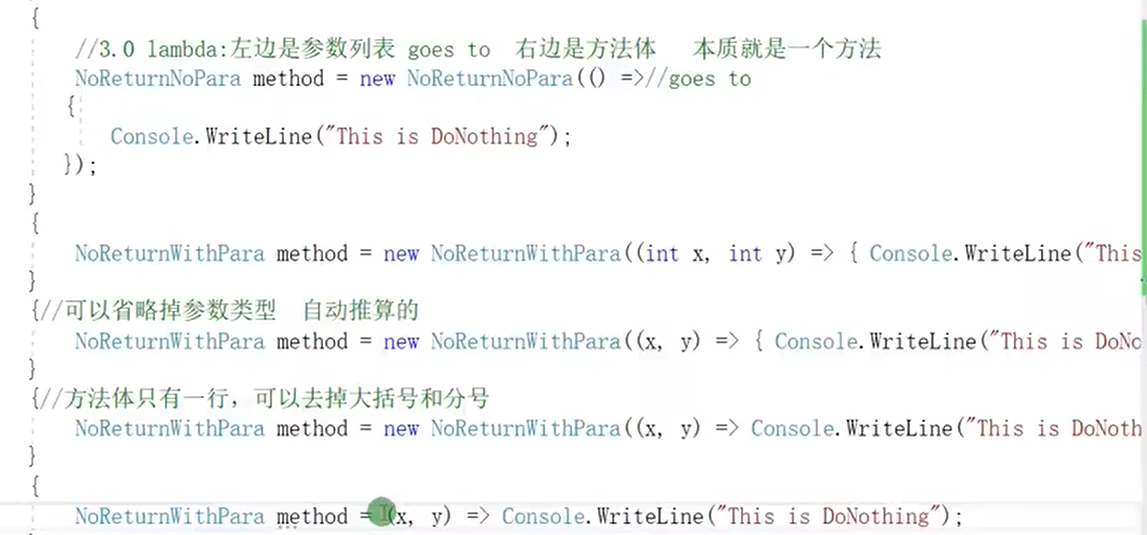 {
//3.0 lambda:左边是参数列表 goes to  右边是方法体   本质就是一个方法
NoReturnNoPara method = new NoReturnNoPara(() =>//goes to
{
Console.WriteLine("This is DoNothing");
});
}
{
NoReturnWithPara method = new NoReturnWithPara((int x, int y) => { Console.WriteLine("This
}
{//可以省略掉参数类型  自动推算的
NoReturnWithPara method = new NoReturnWithPara((x, y) => { Console.WriteLine("This is DoNo
}
{//方法体只有一行，可以去掉大括号和分号
NoReturnWithPara method = new NoReturnWithPara((x, y) => Console.WriteLine("This is DoNoth
}
{
NoReturnWithPara method = (x, y) => Console.WriteLine("This is DoNothing");